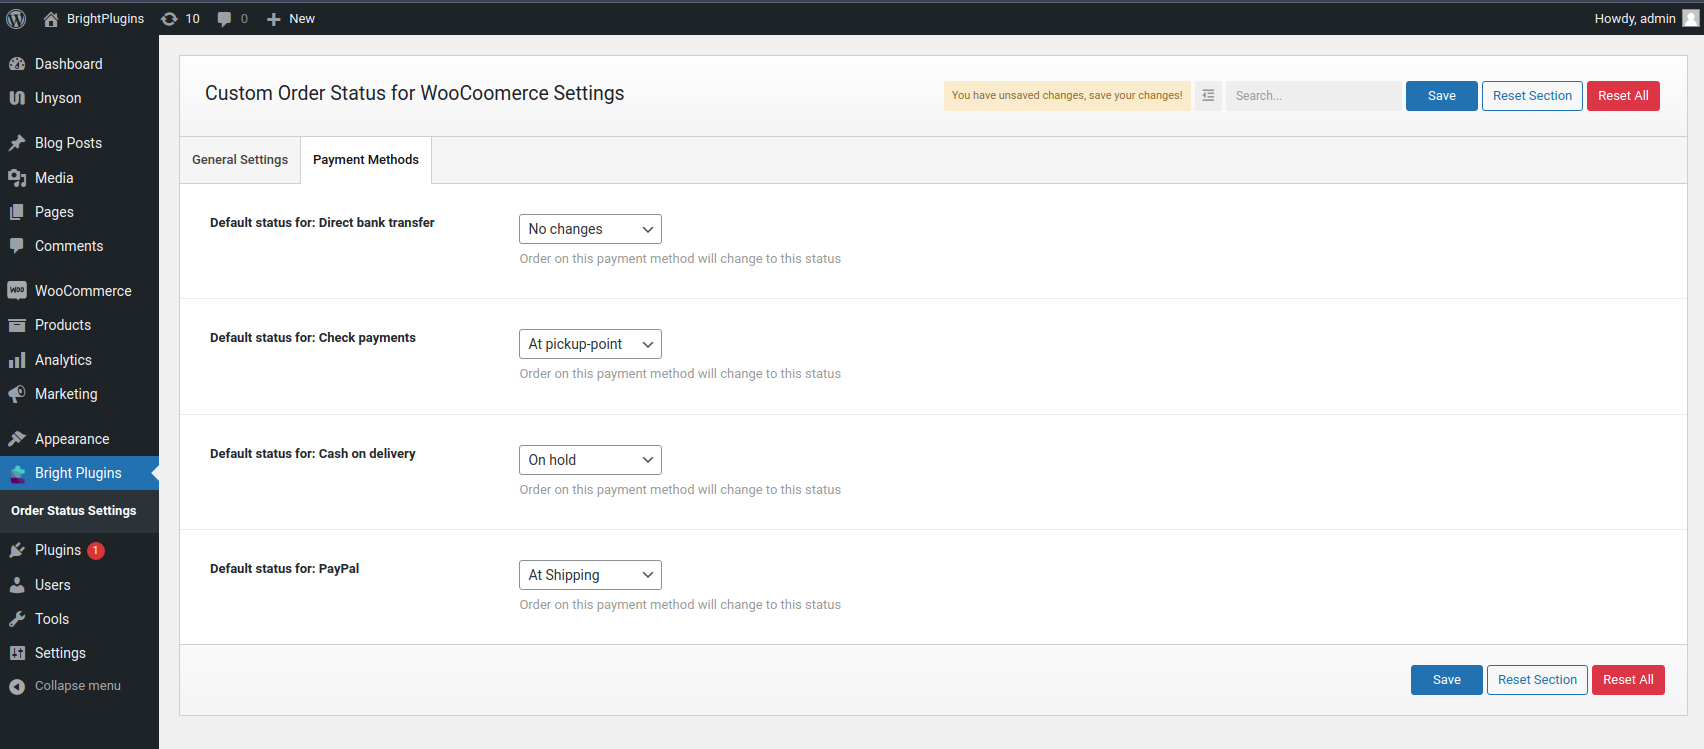 BrightPlugins 10 0 New Howdy, admin
Dashboard
Unyson
Blog Posts
Media
Pages
Comments
Woo WooCommerce
Products
Analytics
Marketing
Appearance
Bright Plugins
Order Status Settings
Plugins 1
Users
Tools
Settings
Collapse menu
Custom Order Status for WooCoomerce Settings
You have unsaved changes, save your changes! Search... Save Reset Section Reset All
General Settings Payment Methods
Default status for: Direct bank transfer No changes
Order on this payment method will change to this status
Default status for: Check payments At pickup-point
Order on this payment method will change to this status
Default status for: Cash on delivery On hold
Order on this payment method will change to this status
Default status for: PayPal At Shipping
Order on this payment method will change to this status
Save Reset Section Reset All